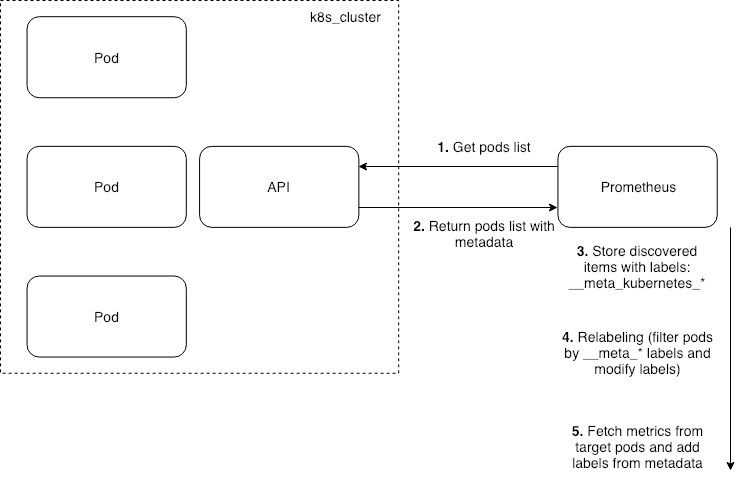 k8s_cluster
Pod
Pod
API
Pod
1. Get pods list
Prometheus
2. Return pods list with
metadata
3. Store discovered
items with labels:
__meta_kubernetes_*
4. Relabeling (filter pods
by __meta_* labels and
modify labels)
5. Fetch metrics from
target pods and add
labels from metadata